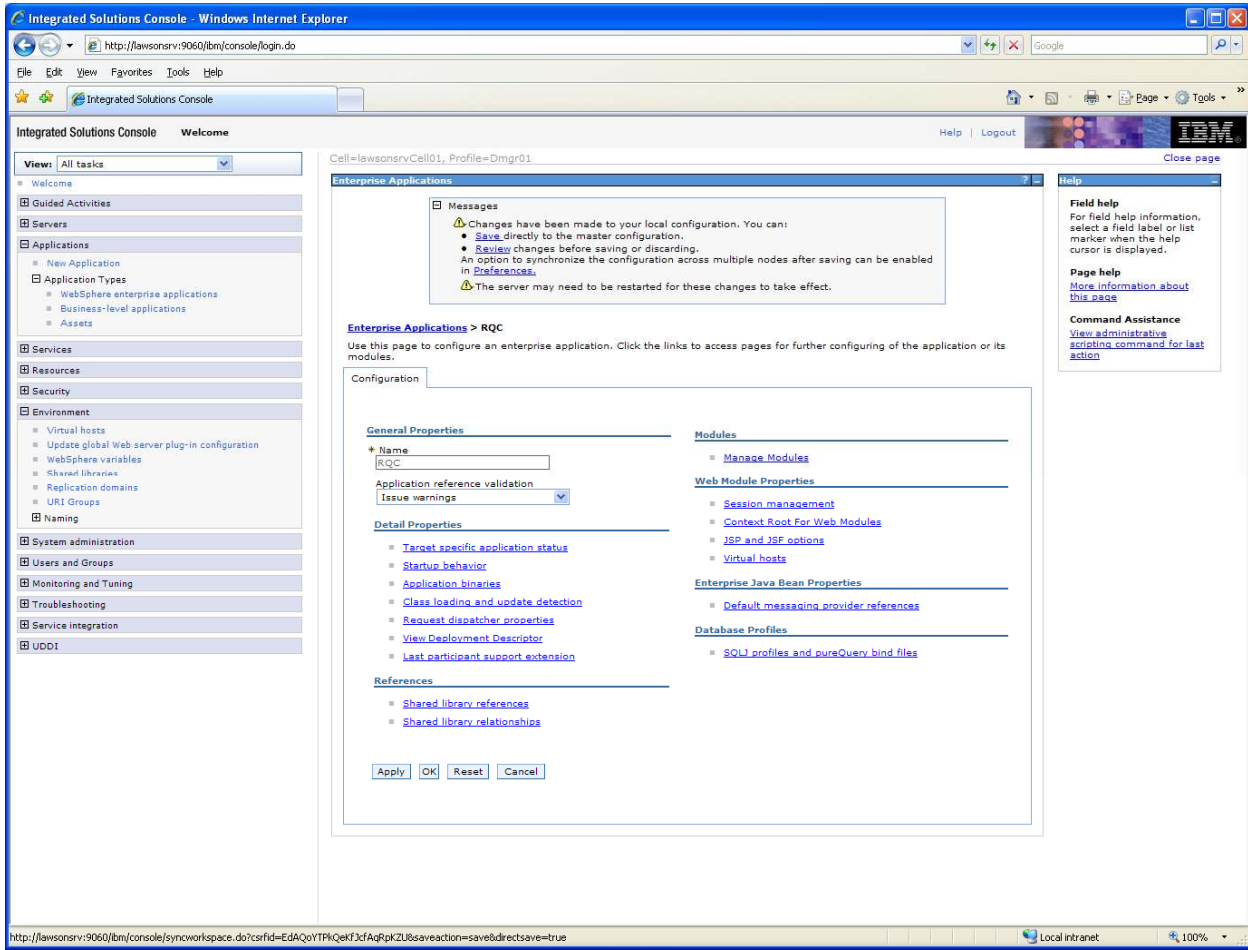 Integrated Solutions Console - Windows Internet Explorer
http://lawsonsrv:9060/ibm/console/login.do
Google
File Edit View Favorites Tools Help
Integrated Solutions Console
Page Tools »
Integrated Solutions Console Welcome
Help | Logout
IBM
View: All tasks
Welcome
Guided Activities
Servers
Applications
New Application
Application Types
WebSphere enterprise applications
Business-level applications
Assets
Services
Resources
Security
Environment
Virtual hosts
Update global Web server plug-in configuration
WebSphere variables
Shared libraries
Replication domains
URI Groups
Naming
System administration
Users and Groups
Monitoring and Tuning
Troubleshooting
Service integration
UDDI
Cell=lawsonsrvCell01, Profile=Dmgr01
Close page
Enterprise Applications
Messages
Changes have been made to your local configuration. You can:
Save directly to the master configuration.
Review changes before saving or discarding.
An option to synchronize the configuration across multiple nodes after saving can be enabled
in Preferences.
The server may need to be restarted for these changes to take effect.
Enterprise Applications > RQC
Use this page to configure an enterprise application. Click the links to access pages for further configuring of the application or its
modules.
Configuration
General Properties
* Name
RQC
Application reference validation
Issue warnings
Detail Properties
Target specific application status
Startup behavior
Application binaries
Class loading and update detection
Request dispatcher properties
View Deployment Descriptor
Last participant support extension
References
Shared library references
Shared library relationships
Modules
Manage Modules
Web Module Properties
Session management
Context Root For Web Modules
JSP and JSF options
Virtual hosts
Enterprise Java Bean Properties
Default messaging provider references
Database Profiles
SQLJ profiles and pureQuery bind files
Apply OK Reset Cancel
Help
Field help
For field help information,
select a field label or list
marker when the help
cursor is displayed.
Page help
More information about
this page
Command Assistance
View administrative
scripting command for last
action
http://lawsonsrv:9060/ibm/console/syncworkspace.do?csrfid=EdAQoYTPkQeKfJcfAqRpKZU&saveaction=save&directsave=true
Local intranet
100%